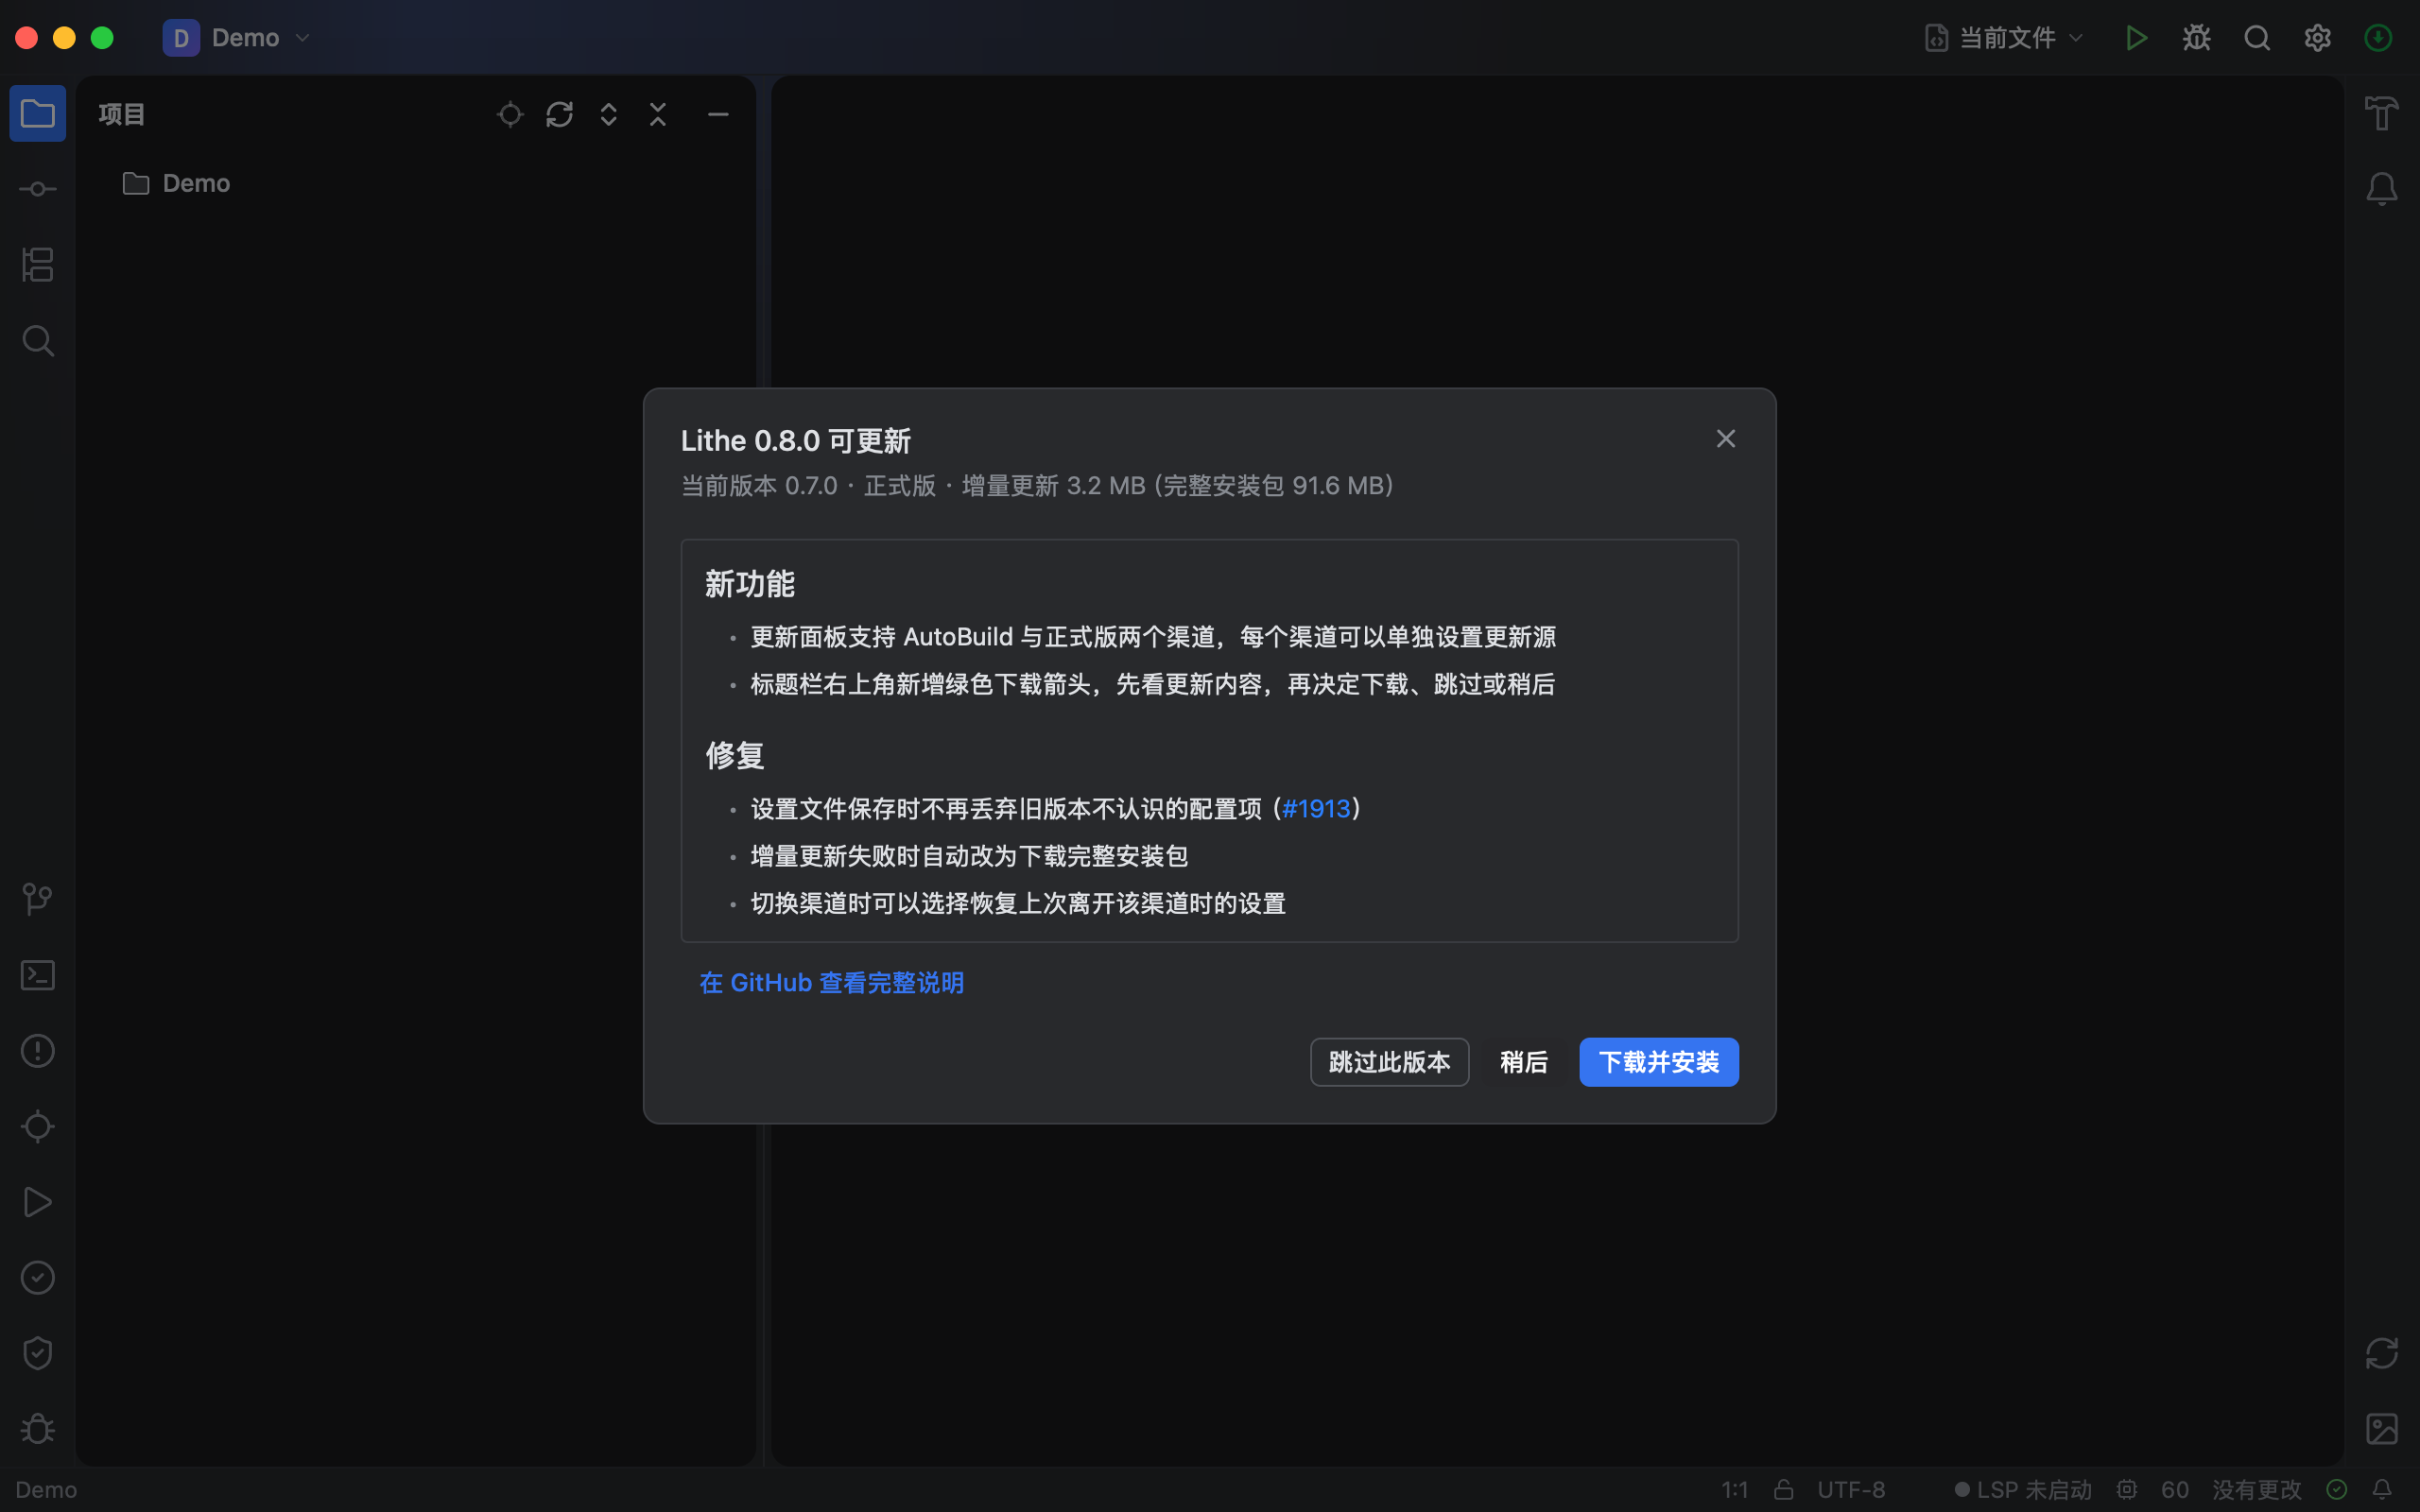 D Demo
当前文件
项目
Demo
Lithe 0.8.0 可更新
当前版本 0.7.0 · 正式版 · 增量更新 3.2 MB (完整安装包 91.6 MB)
新功能
• 更新面板支持 AutoBuild 与正式版两个渠道，每个渠道可以单独设置更新源
• 标题栏右上角新增绿色下载箭头，先看更新内容，再决定下载、跳过或稍后
修复
• 设置文件保存时不再丢弃旧版本不认识的配置项 (#1913)
• 增量更新失败时自动改为下载完整安装包
• 切换渠道时可以选择恢复上次离开该渠道时的设置
在 GitHub 查看完整说明
跳过此版本 稍后 下载并安装
Demo 1:1 UTF-8 LSP 未启动 60 没有更改